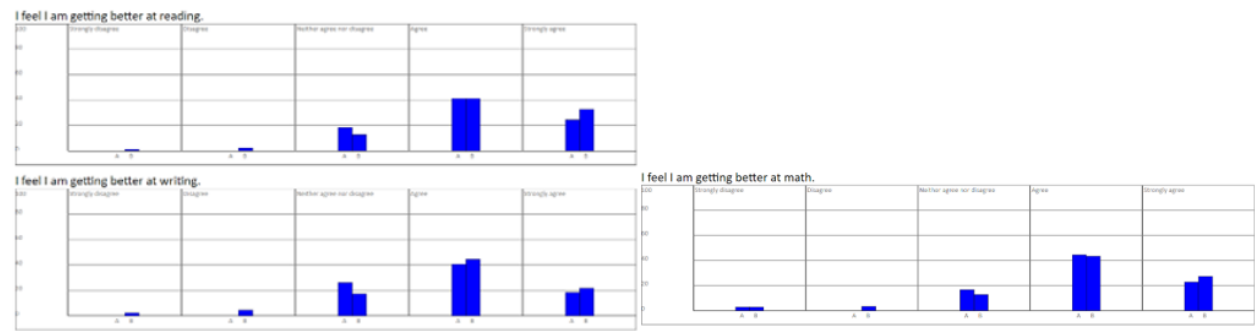 I feel I am getting better at reading.
100 Strongly disagree Disagree Neither agree nor disagree Agree Strongly agree
80
60
40
20
0
A B A B A B A B A B
I feel I am getting better at writing.
100 Strongly disagree Disagree Neither agree nor disagree Agree Strongly agree
80
60
40
20
0
A B A B A B A B A B
I feel I am getting better at math.
100 Strongly disagree Disagree Neither agree nor disagree Agree Strongly agree
80
60
40
20
0
A B A B A B A B A B